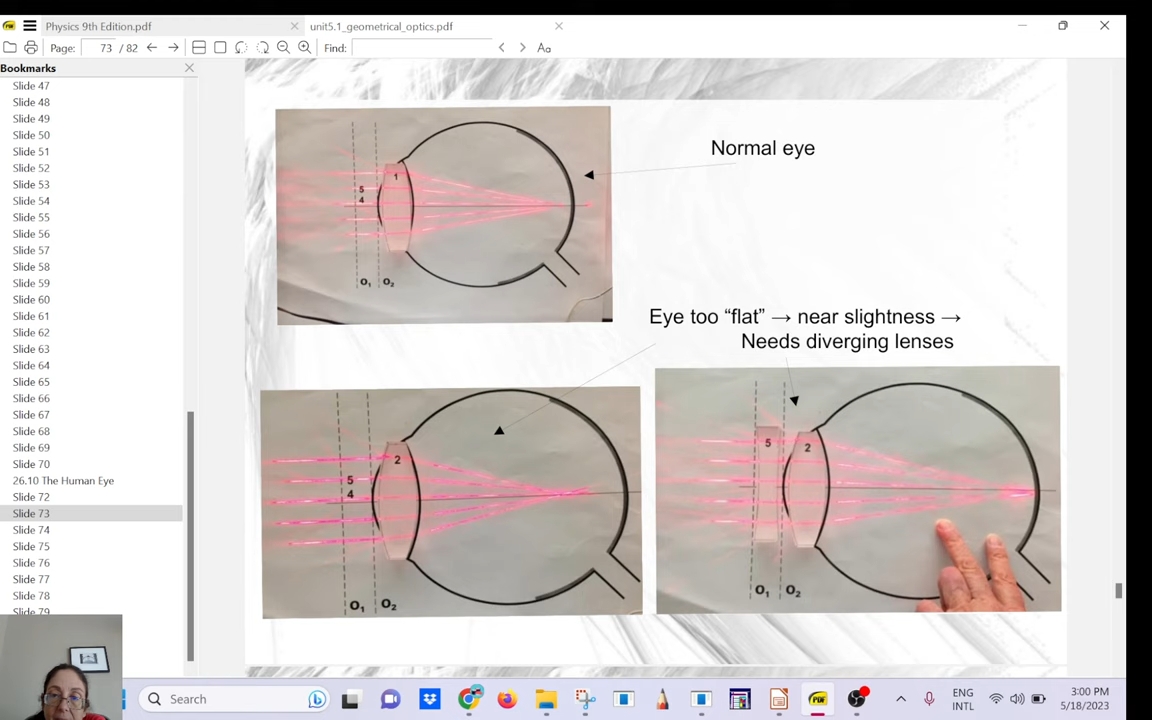 Physics 9th Edition.pdf
unit5.1_geometrical_optics.pdf
Page: 73 / 82
Find:
Aa
Bookmarks
Slide 47
Slide 48
Slide 49
Slide 50
Slide 51
Slide 52
Slide 53
Slide 54
Slide 55
Slide 56
Slide 57
Slide 58
Slide 59
Slide 60
Slide 61
Slide 62
Slide 63
Slide 64
Slide 65
Slide 66
Slide 67
Slide 68
Slide 69
Slide 70
26.10 The Human Eye
Slide 72
Slide 73
Slide 74
Slide 75
Slide 76
Slide 77
Slide 78
Slide 79
Normal eye
1
5
4
O₁ O₂
Eye too “flat” → near slightness →
Needs diverging lenses
2
5
4
O₁ O₂
5 2
O₁ O₂
Search
ENG
INTL
3:00 PM
5/18/2023